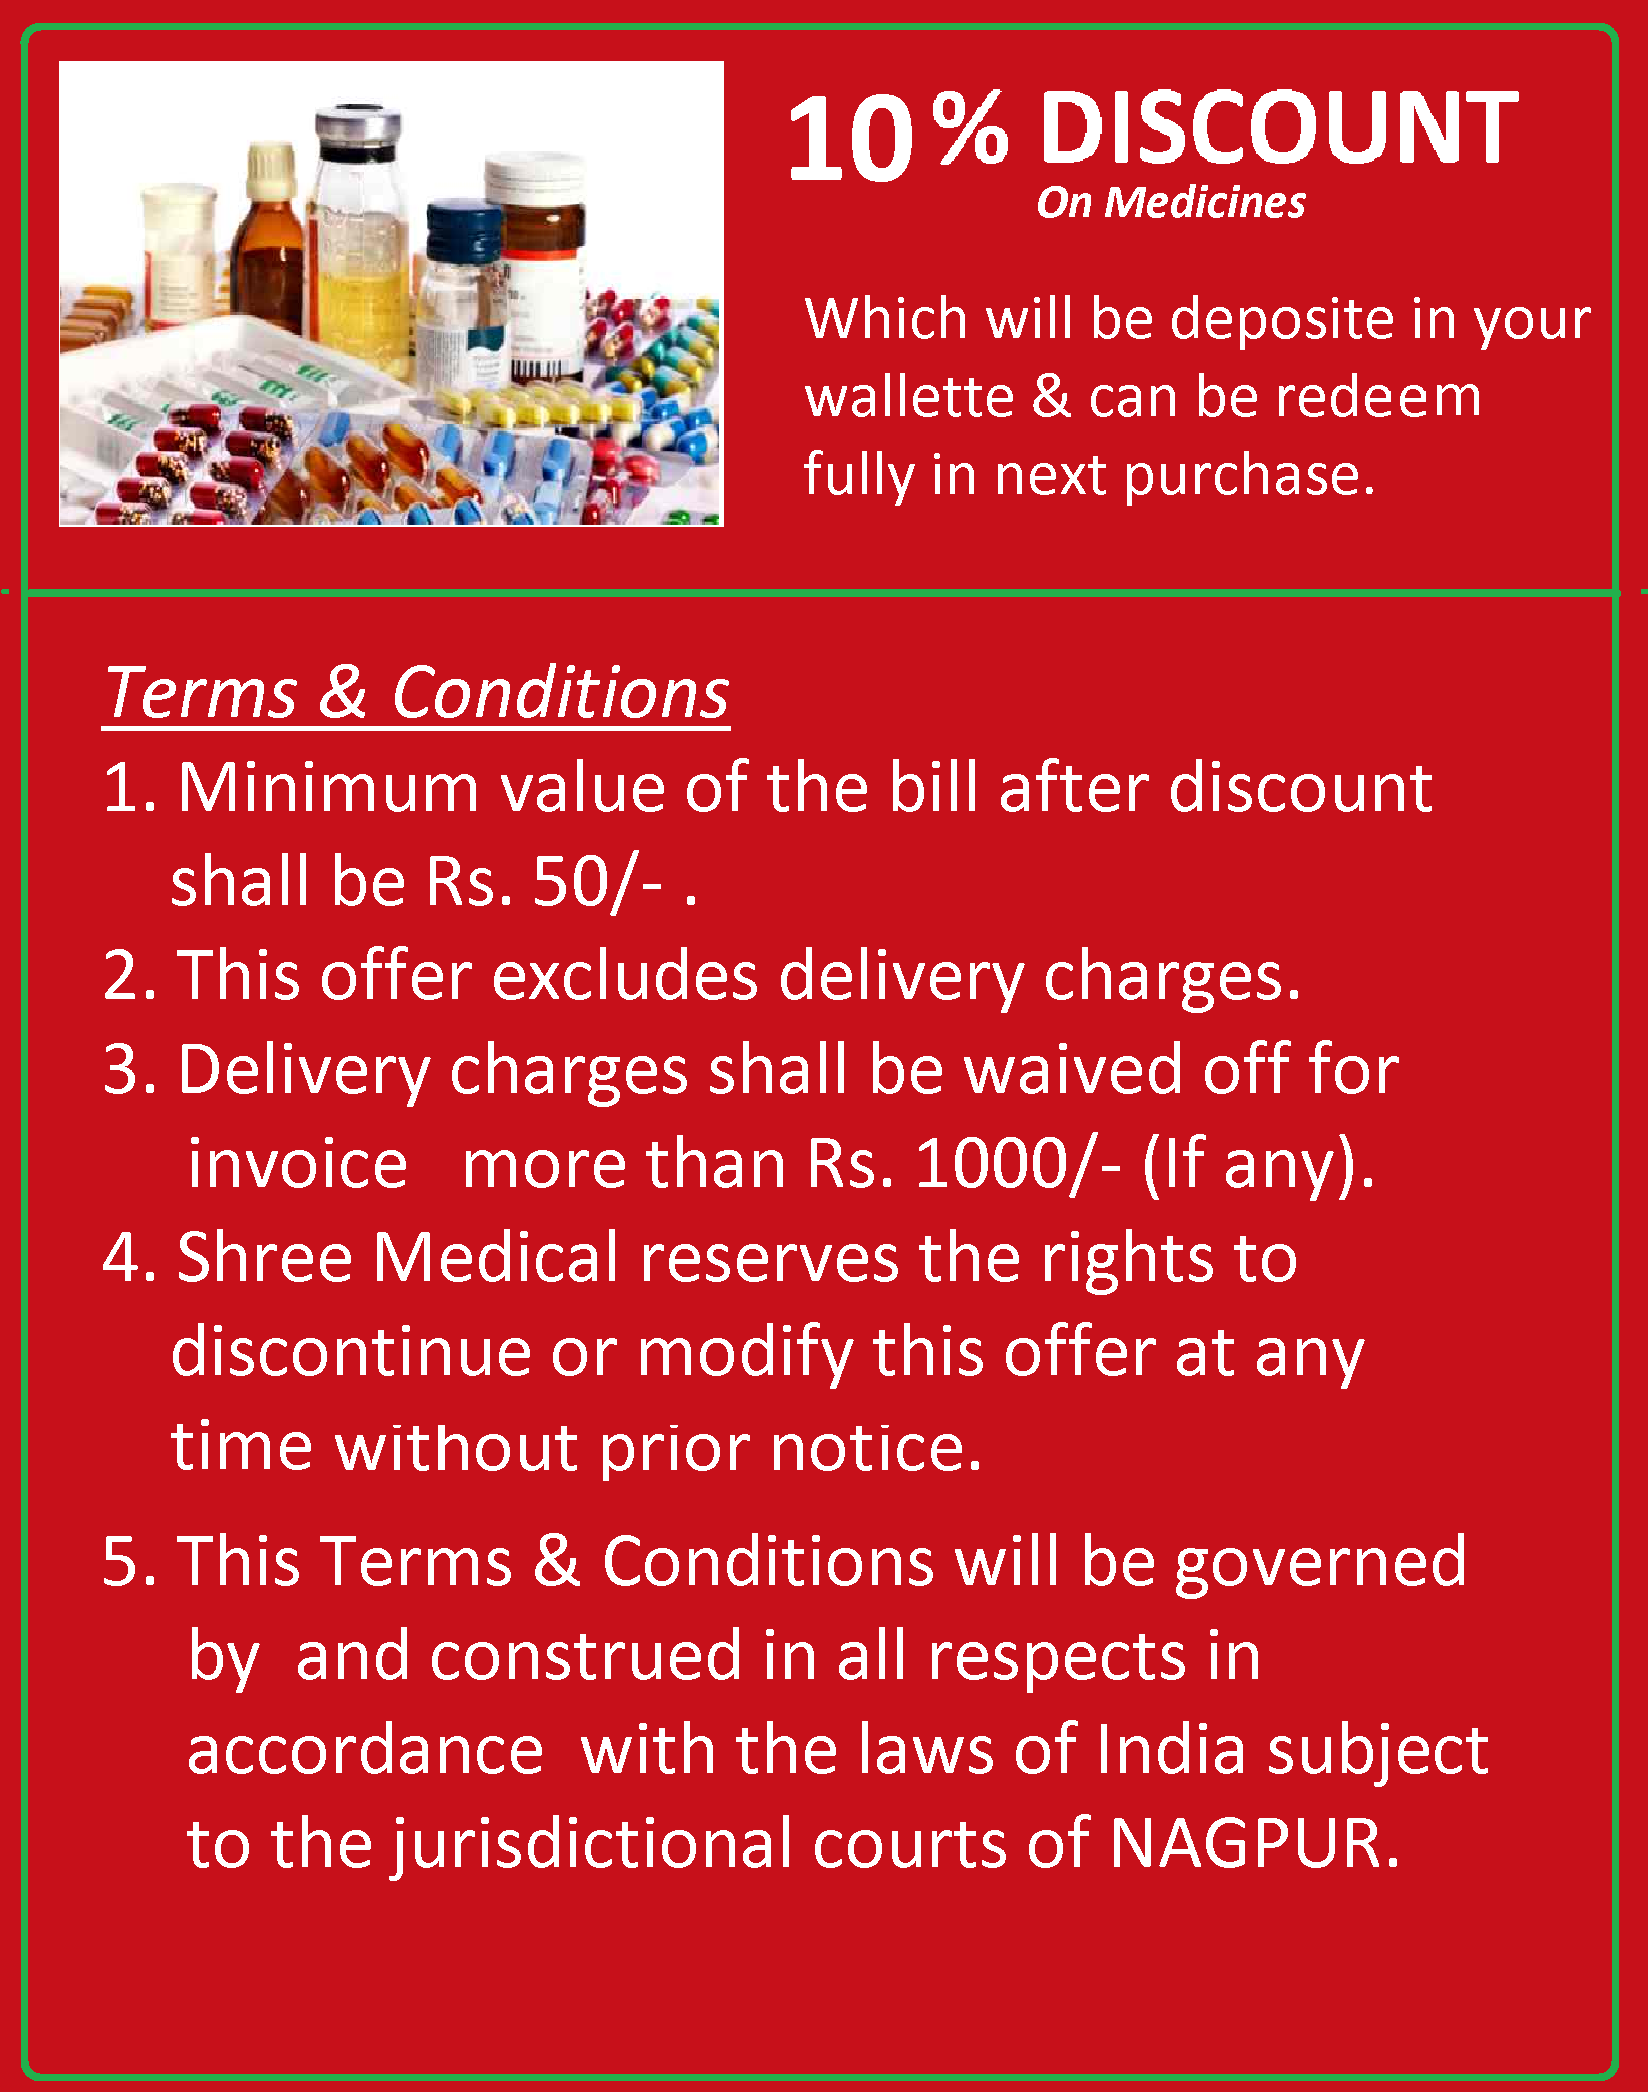 10% DISCOUNT
On Medicines
Which will be deposite in your
wallette & can be redeem
fully in next purchase.
Terms & Conditions
1. Minimum value of the bill after discount
shall be Rs. 50/- .
2. This offer excludes delivery charges.
3. Delivery charges shall be waived off for
invoice more than Rs. 1000/- (If any).
4. Shree Medical reserves the rights to
discontinue or modify this offer at any
time without prior notice.
5. This Terms & Conditions will be governed
by and construed in all respects in
accordance with the laws of India subject
to the jurisdictional courts of NAGPUR.